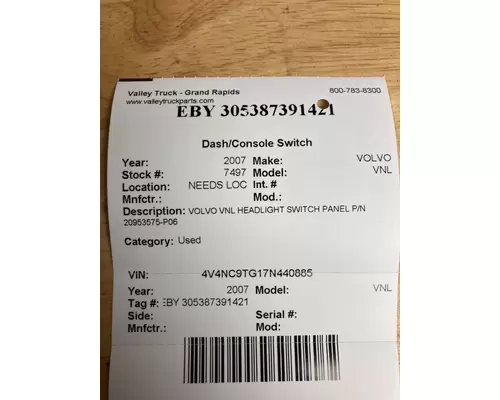 Valley Truck - Grand Rapids 800-783-8300
www.valleytruckparts.com
EBY 305387391421
Dash/Console Switch
Year: 2007 Make: VOLVO
Stock #: 7497 Model: VNL
Location: NEEDS LOC Int. #
Mnfctr.: Mod.:
Description: VOLVO VNL HEADLIGHT SWITCH PANEL P/N
20953575-P06
Category: Used
VIN: 4V4NC9TG17N440885
Year: 2007 Model: VNL
Tag #: EBY 305387391421
Side: Serial #:
Mnfctr.: Mod: